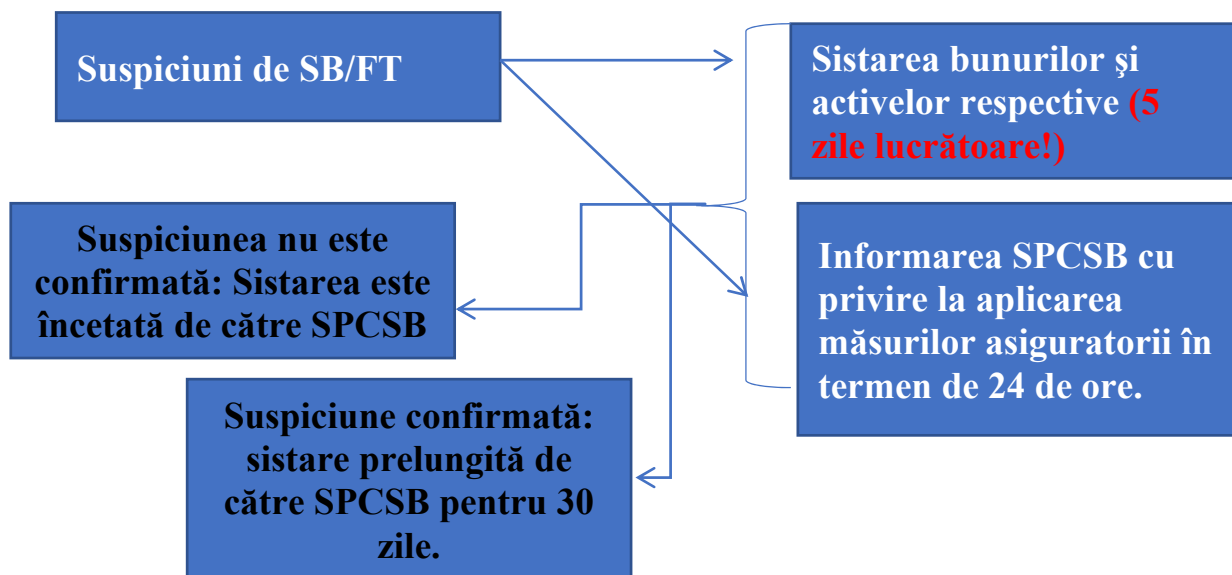 Suspiciuni de SB/FT
Sistarea bunurilor şi
activelor respective (5
zile lucrătoare!)
Suspiciunea nu este
confirmată: Sistarea este
încetată de către SPCSB
Informarea SPCSB cu
privire la aplicarea
măsurilor asiguratorii în
termen de 24 de ore.
Suspiciune confirmată:
sistare prelungită de
către SPCSB pentru 30
zile.